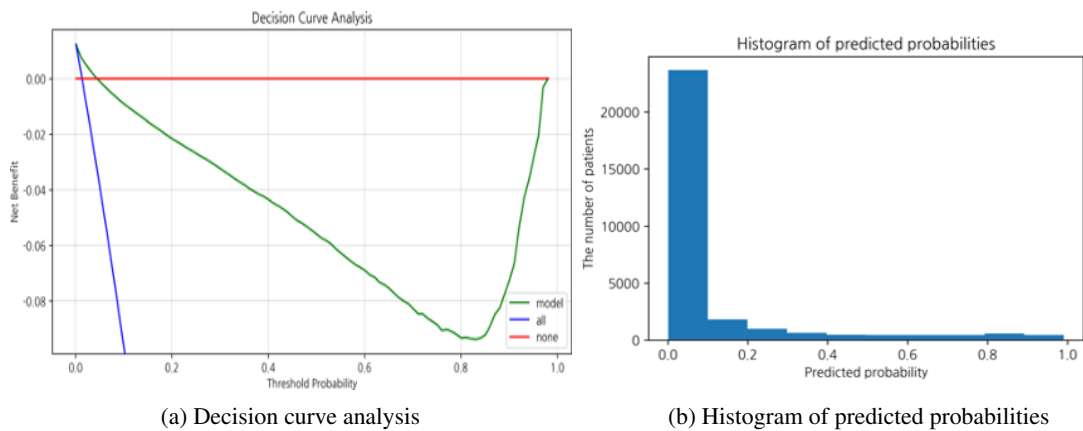 Decision Curve Analysis
0.00
-0.02
-0.04
-0.06
-0.08
Net Benefit
0.0 0.2 0.4 0.6 0.8 1.0
Threshold Probability
model
all
none
(a) Decision curve analysis
Histogram of predicted probabilities
20000
15000
10000
5000
0
The number of patients
0.0 0.2 0.4 0.6 0.8 1.0
Predicted probability
(b) Histogram of predicted probabilities